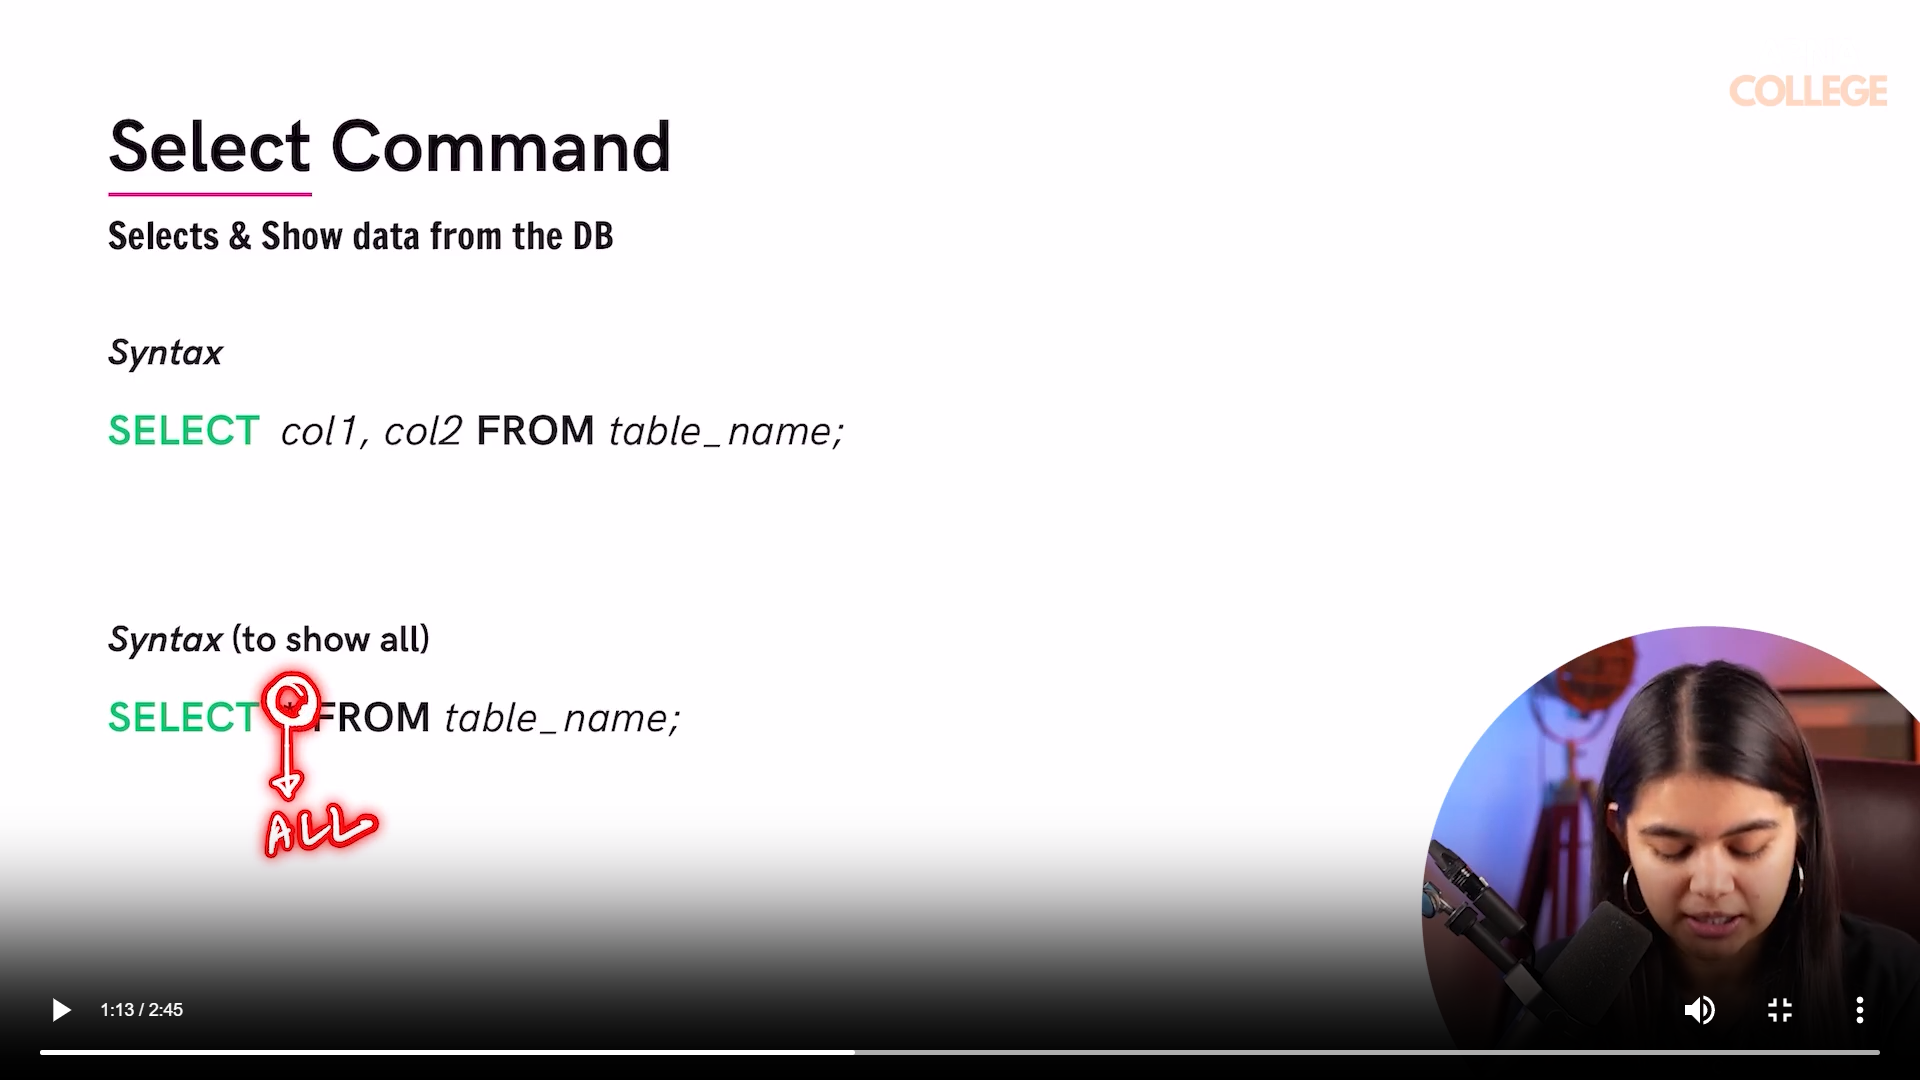 COLLEGE
Select Command
Selects & Show data from the DB
Syntax
SELECT col1, col2 FROM table_name;
Syntax (to show all)
SELECT * FROM table_name;
ALL
1:13 / 2:45